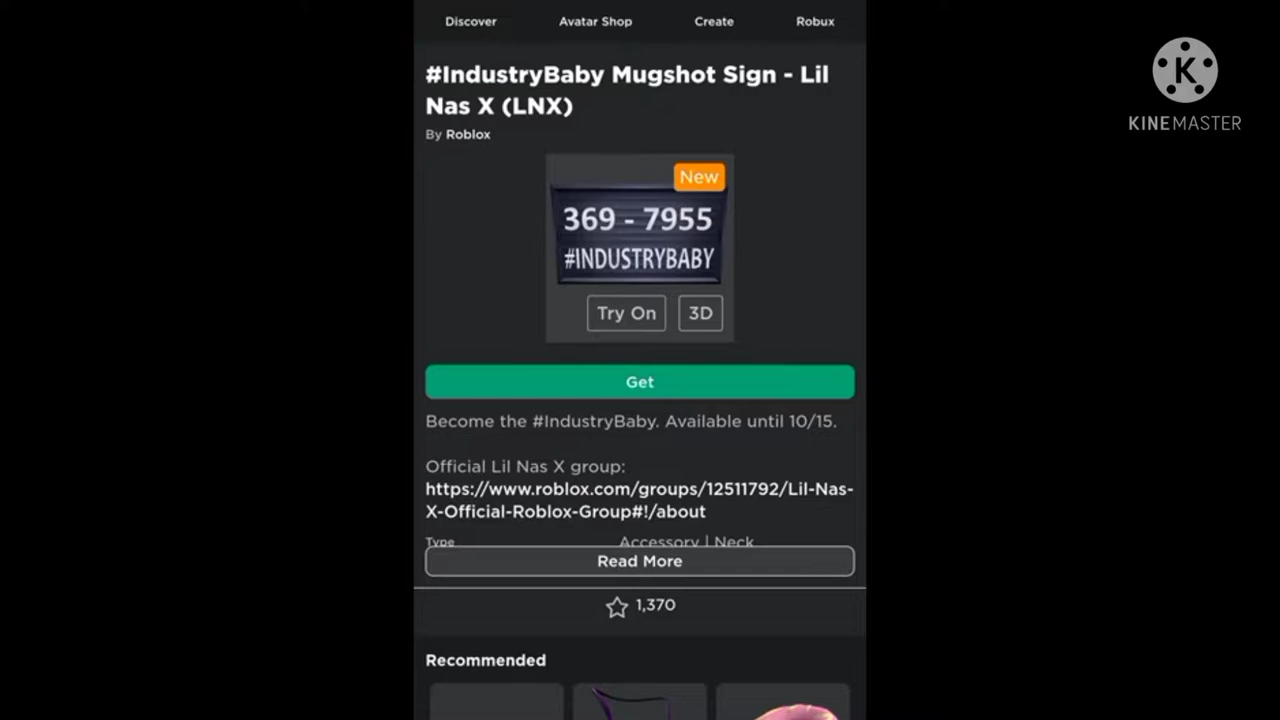 Discover Avatar Shop Create Robux
#IndustryBaby Mugshot Sign - Lil
Nas X (LNX)
By Roblox
New
369 - 7955
#INDUSTRYBABY
Try On 3D
Get
Become the #IndustryBaby. Available until 10/15.
Official Lil Nas X group:
https://www.roblox.com/groups/12511792/Lil-Nas-
X-Official-Roblox-Group#!/about
Type Accessory | Neck
Read More
1,370
Recommended
K
KINEMASTER